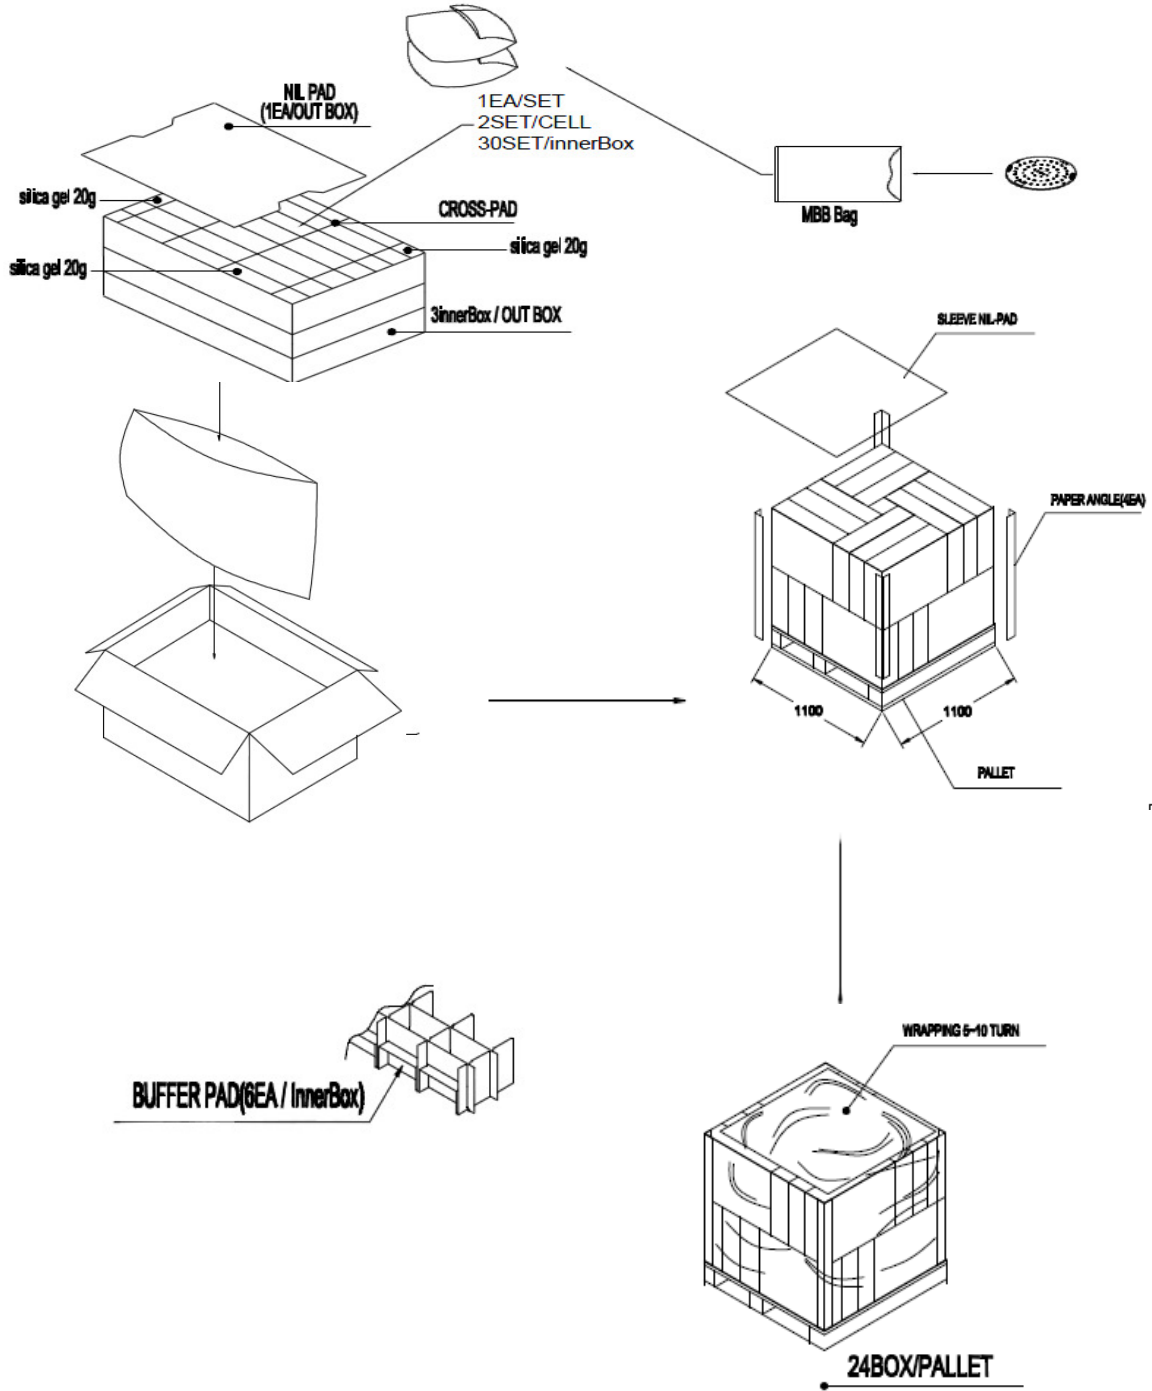 NIL PAD
(1EA/OUT BOX)
1EA/SET
2SET/CELL
30SET/innerBox
silica gel 20g
CROSS-PAD
MBB Bag
silica gel 20g
silica gel 20g
3innerBox / OUT BOX
SLEEVE NIL-PAD
PAPER ANGLE(4EA)
1100
1100
PALLET
WRAPPING 5~10 TURN
BUFFER PAD(6EA / InnerBox)
24BOX/PALLET